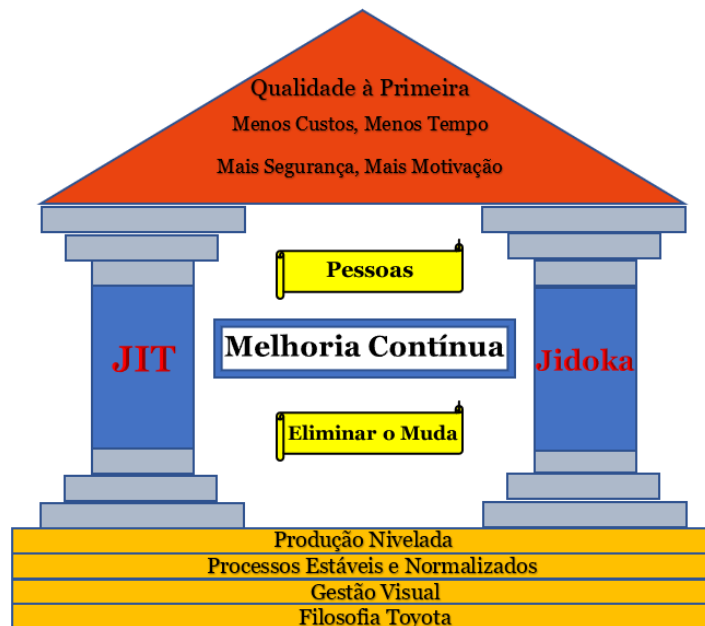 Qualidade à Primeira
Menos Custos, Menos Tempo
Mais Segurança, Mais Motivação
Pessoas
JIT
Melhoria Contínua
Jidoka
Eliminar o Muda
Produção Nivelada
Processos Estáveis e Normalizados
Gestão Visual
Filosofia Toyota